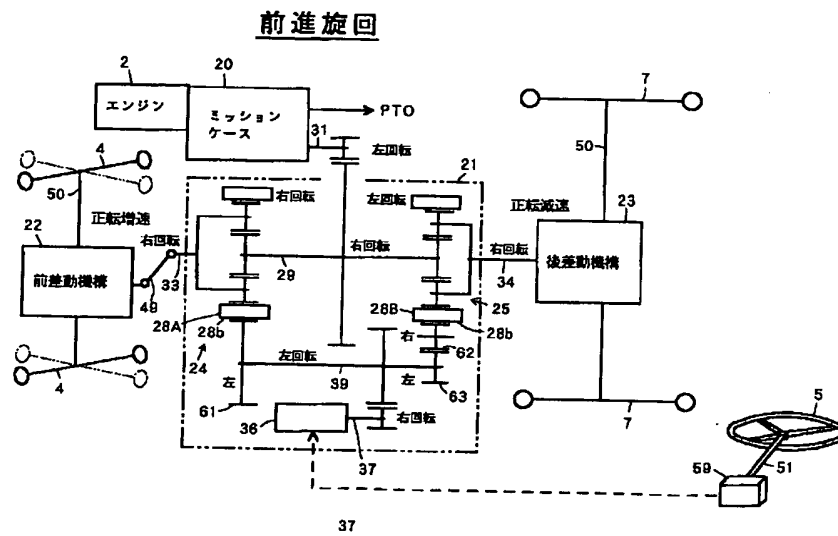 前進旋回
2
20
エンジン
ミッション
ケース
PTO
31
左回転
7
50
4
50
正転増速
右回転
22
前差動機構
49
33
右回転
左回転
21
29
右回転
正転減速
23
右回転
34
後差動機構
28A
28b
24
28B
25
28b
右
62
左回転
39
左
61
左
63
36
右回転
37
4
7
5
51
59
37